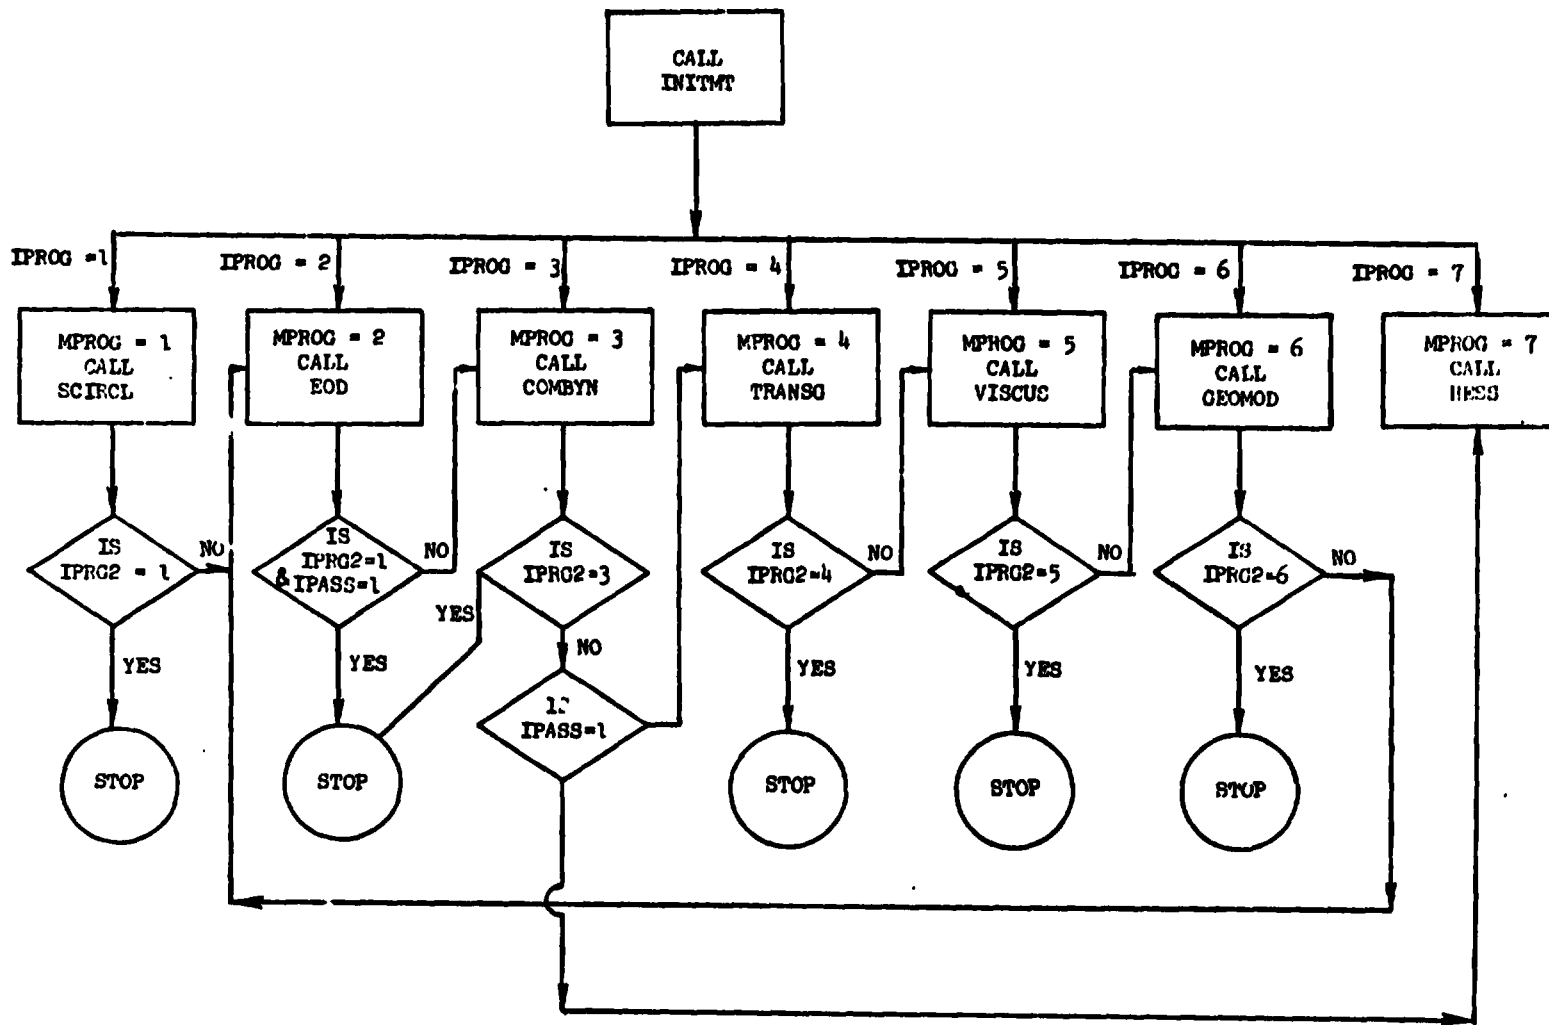 CALL
INITMT
IPROG =1
IPROG = 2
IPROG = 3
IPROG = 4
IPROG = 5
IPROG = 6
IPROG = 7
MPROG = 1
CALL
SCIRCL
MPROG = 2
CALL
EOD
MPROG = 3
CALL
COMBYN
MPROG = 4
CALL
TRANSG
MPROG = 5
CALL
VISCUS
MPROG = 6
CALL
GEOMOD
MPROG = 7
CALL
HESS
IS
IPRG2 = 1
NO
YES
STOP
IS
IPRG2=1
& IPASS=1
NO
YES
STOP
YES
IS
IPRG2=3
NO
IS
IPASS=1
IS
IPRG2=4
NO
YES
STOP
IS
IPRG2=5
NO
YES
STOP
IS
IPRG2=6
NO
YES
STOP